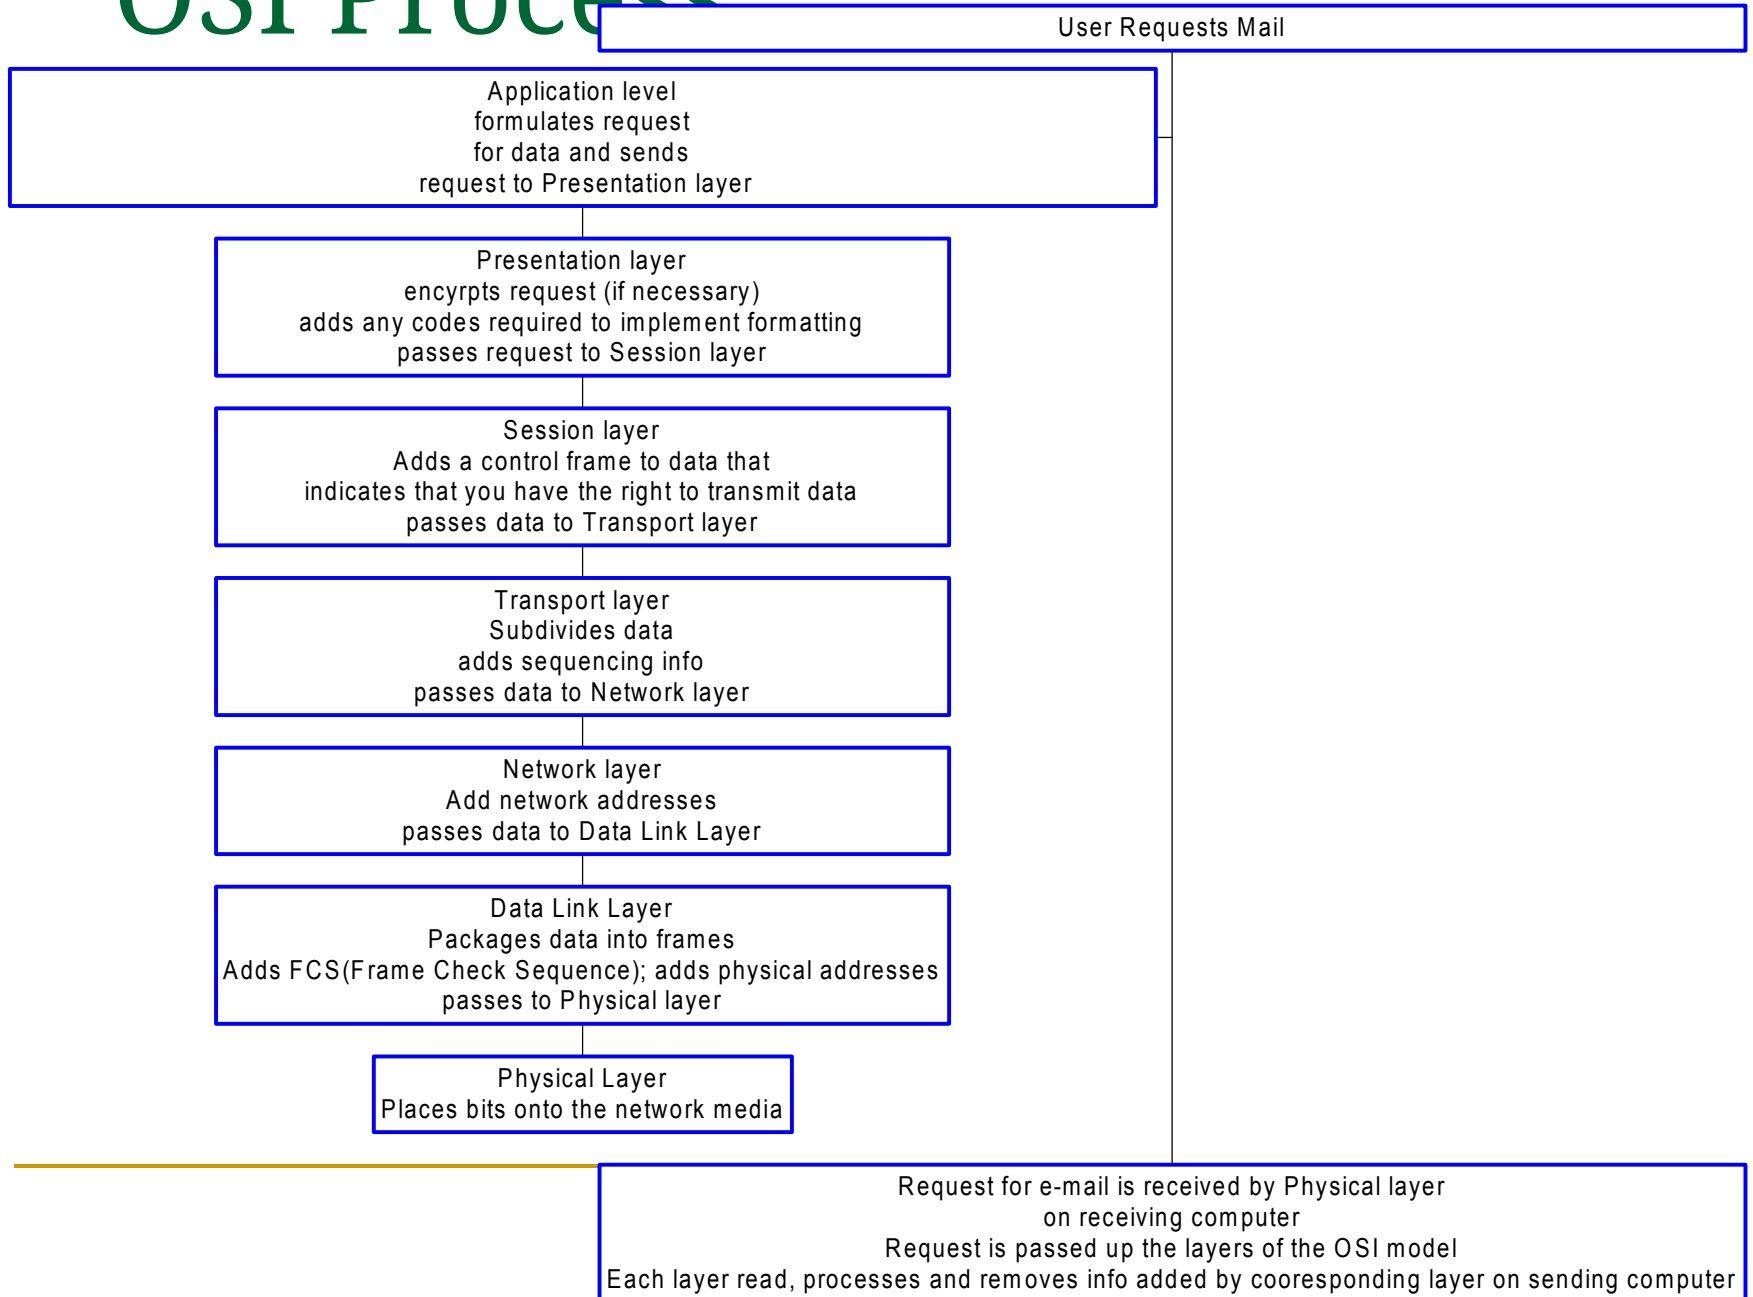 OSI Process
User Requests Mail
Application level
formulates request
for data and sends
request to Presentation layer
Presentation layer
encyrpts request (if necessary)
adds any codes required to implement formatting
passes request to Session layer
Session layer
Adds a control frame to data that
indicates that you have the right to transmit data
passes data to Transport layer
Transport layer
Subdivides data
adds sequencing info
passes data to Network layer
Network layer
Add network addresses
passes data to Data Link Layer
Data Link Layer
Packages data into frames
Adds FCS(Frame Check Sequence); adds physical addresses
passes to Physical layer
Physical Layer
Places bits onto the network media
Request for e-mail is received by Physical layer
on receiving computer
Request is passed up the layers of the OSI model
Each layer read, processes and removes info added by cooresponding layer on sending computer